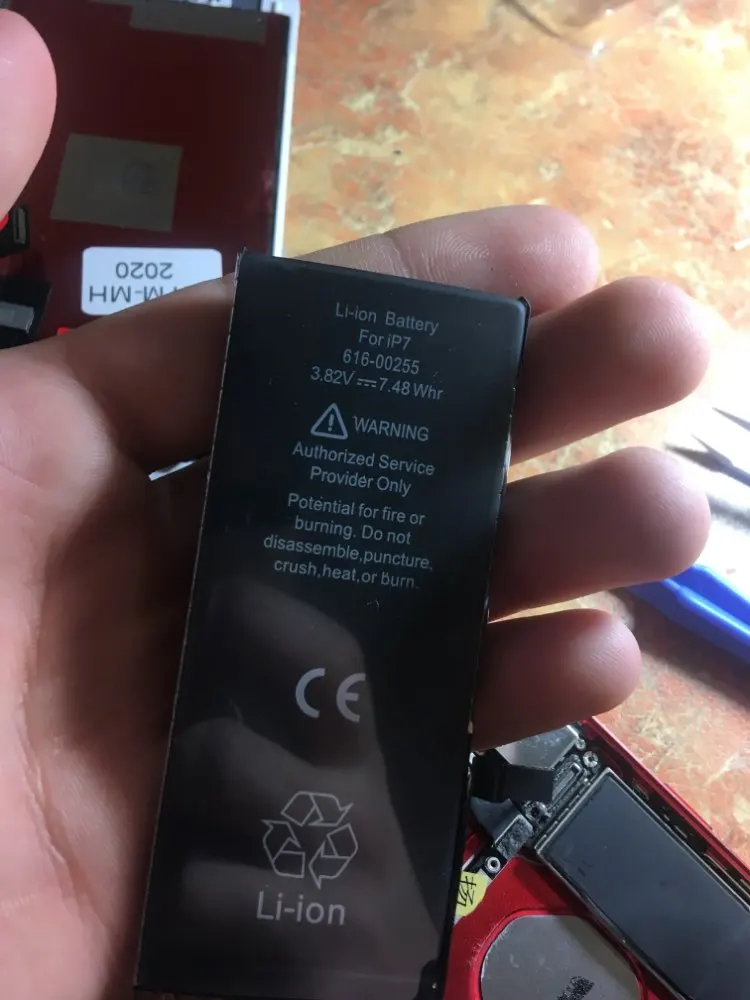 Li-ion Battery
For iP7
616-00255
3.82V⎓7.48 Whr
WARNING
Authorized Service
Provider Only
Potential for fire or
burning. Do not
disassemble,puncture,
crush,heat,or burn.
CE
Li-ion
2020